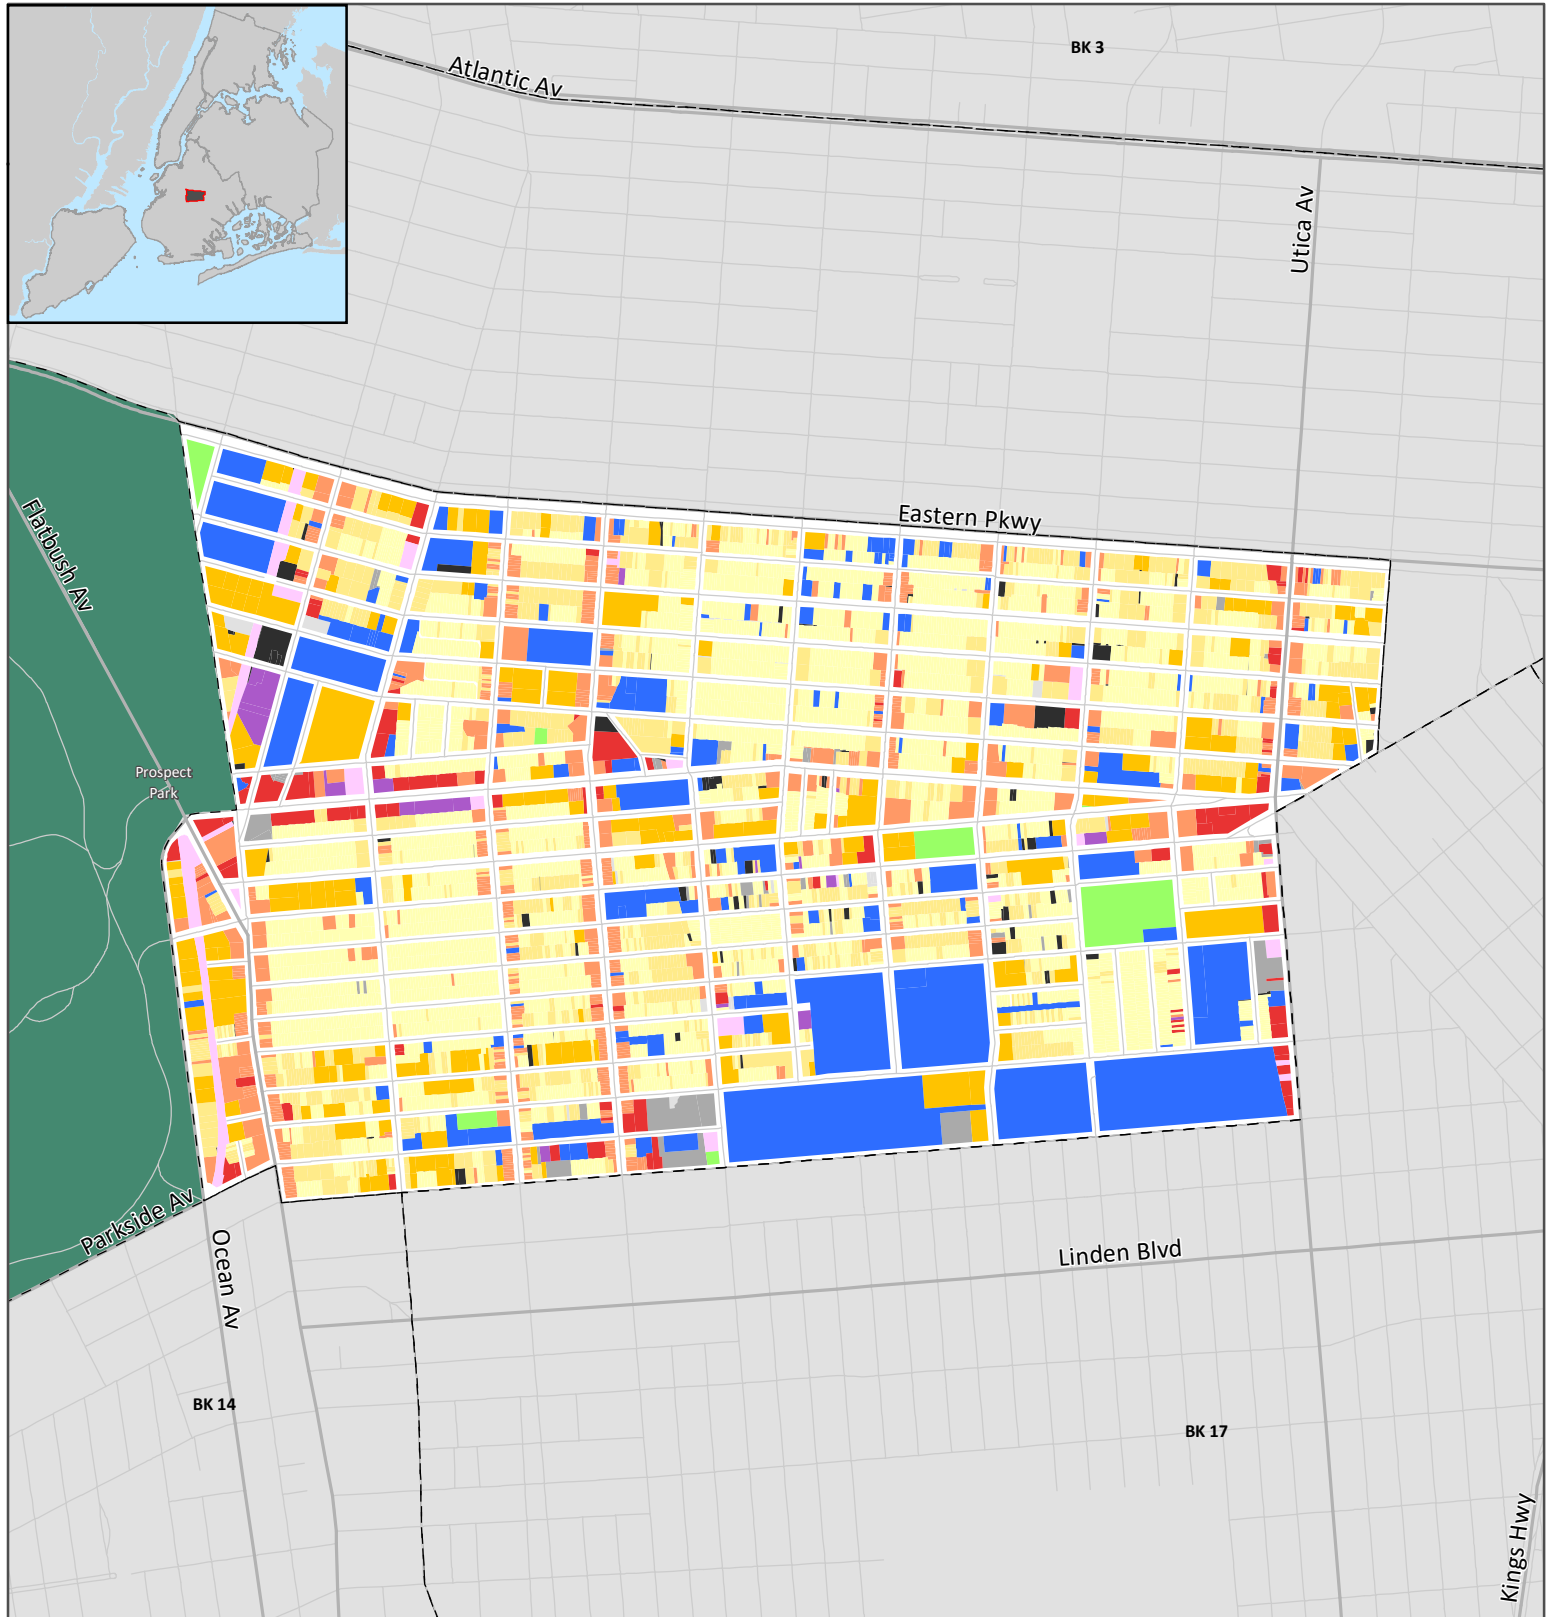 BK 3
Atlantic Av
Utica Av
Flatbush Av
Eastern Pkwy
Prospect
Park
Parkside Av
Ocean Av
Linden Blvd
BK 14
BK 17
Kings Hwy